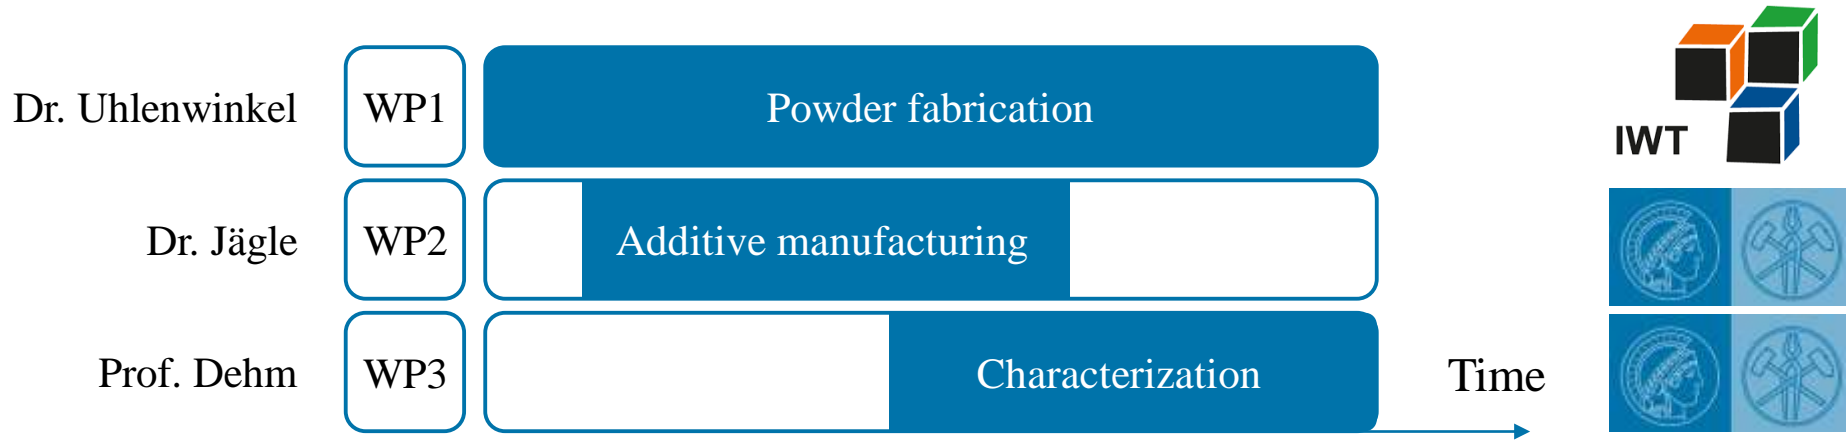 Dr. Uhlenwinkel WP1 Powder fabrication
IWT
Dr. Jägle WP2 Additive manufacturing
Prof. Dehm WP3 Characterization Time